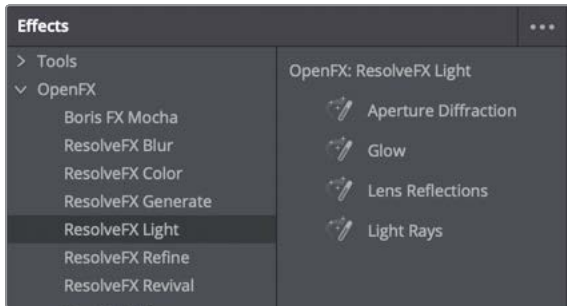 Effects
Tools
OpenFX
Boris FX Mocha
ResolveFX Blur
ResolveFX Color
ResolveFX Generate
ResolveFX Light
ResolveFX Refine
ResolveFX Revival
OpenFX: ResolveFX Light
Aperture Diffraction
Glow
Lens Reflections
Light Rays